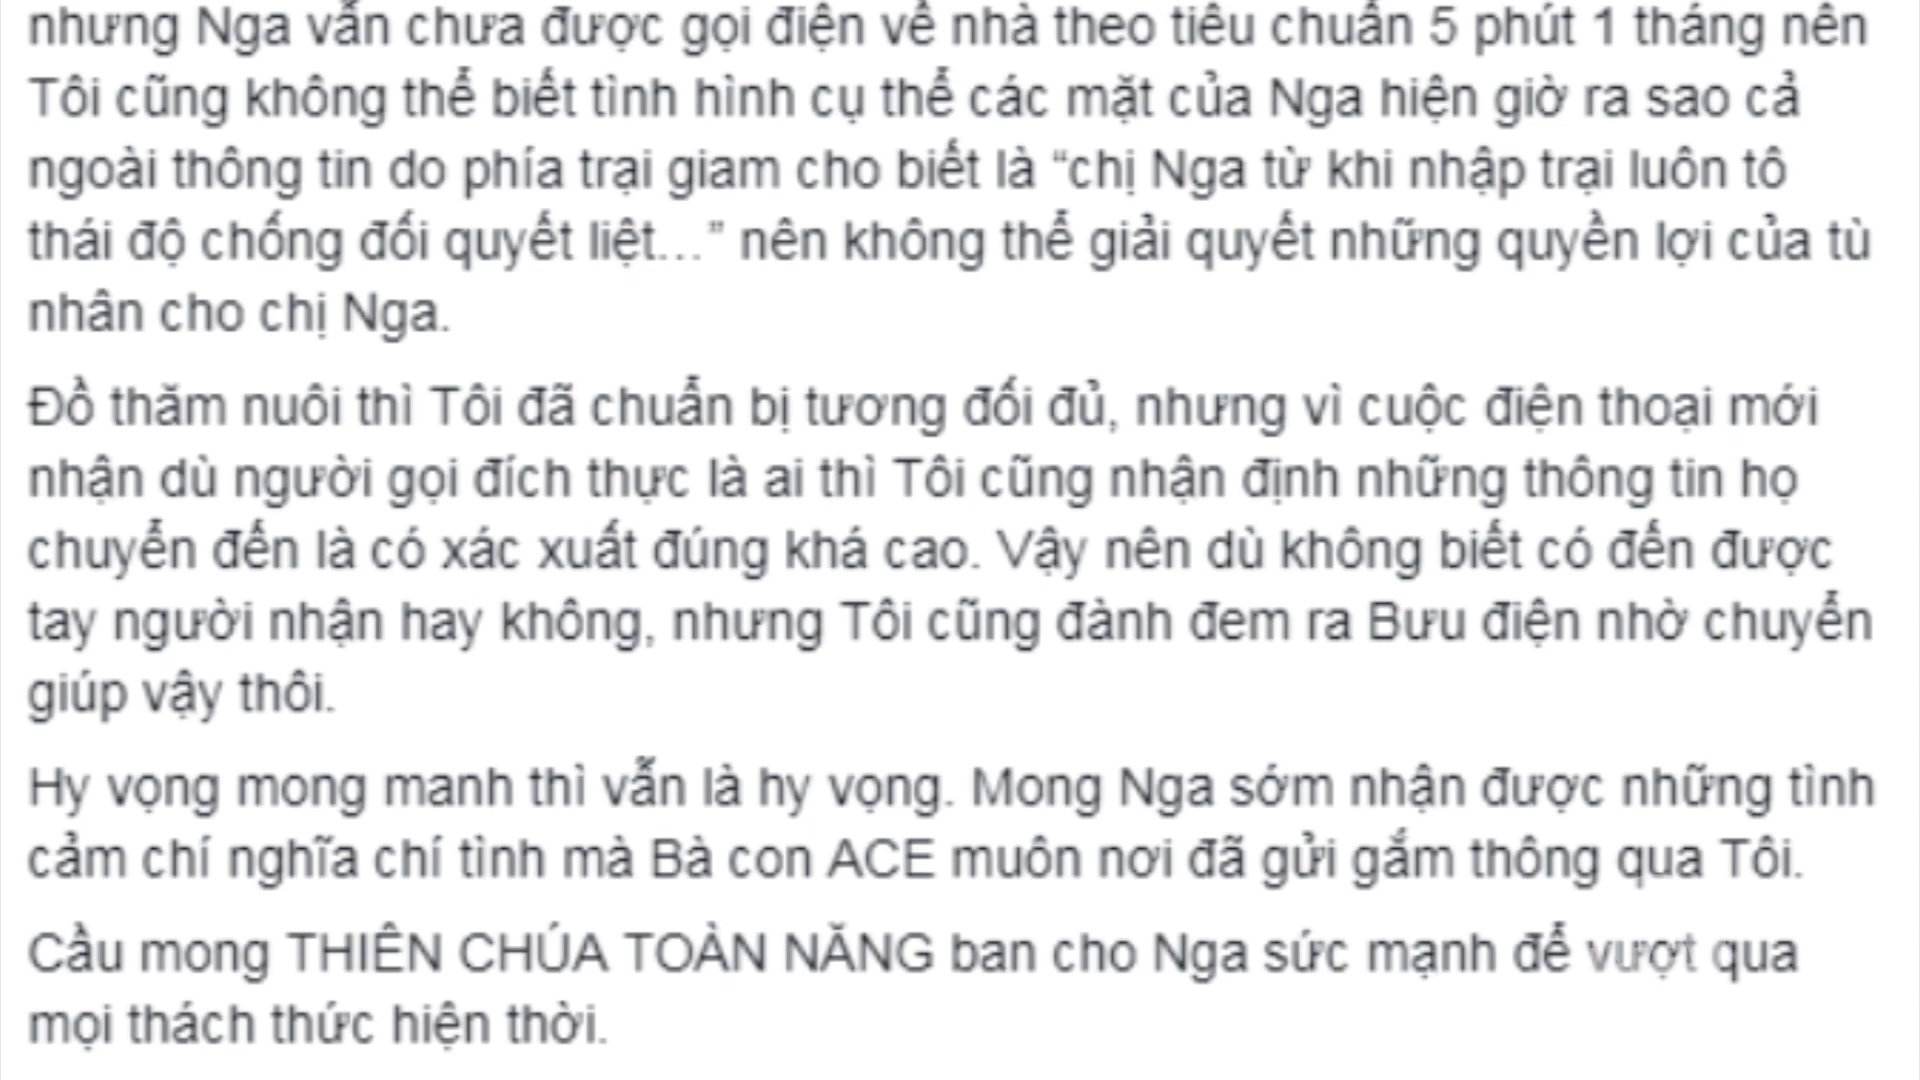 nhưng Nga vẫn chưa được gọi điện về nhà theo tiêu chuẩn 5 phút 1 tháng nên
Tôi cũng không thể biết tình hình cụ thể các mặt của Nga hiện giờ ra sao cả
ngoài thông tin do phía trại giam cho biết là “chị Nga từ khi nhập trại luôn tô
thái độ chống đối quyết liệt...” nên không thể giải quyết những quyền lợi của tù
nhân cho chị Nga.
Đồ thăm nuôi thì Tôi đã chuẩn bị tương đối đủ, nhưng vì cuộc điện thoại mới
nhận dù người gọi đích thực là ai thì Tôi cũng nhận định những thông tin họ
chuyển đến là có xác xuất đúng khá cao. Vậy nên dù không biết có đến được
tay người nhận hay không, nhưng Tôi cũng đành đem ra Bưu điện nhờ chuyển
giúp vậy thôi.
Hy vọng mong manh thì vẫn là hy vọng. Mong Nga sớm nhận được những tình
cảm chí nghĩa chí tình mà Bà con ACE muôn nơi đã gửi gắm thông qua Tôi.
Cầu mong THIÊN CHÚA TOÀN NĂNG ban cho Nga sức mạnh để vượt qua
mọi thách thức hiện thời.